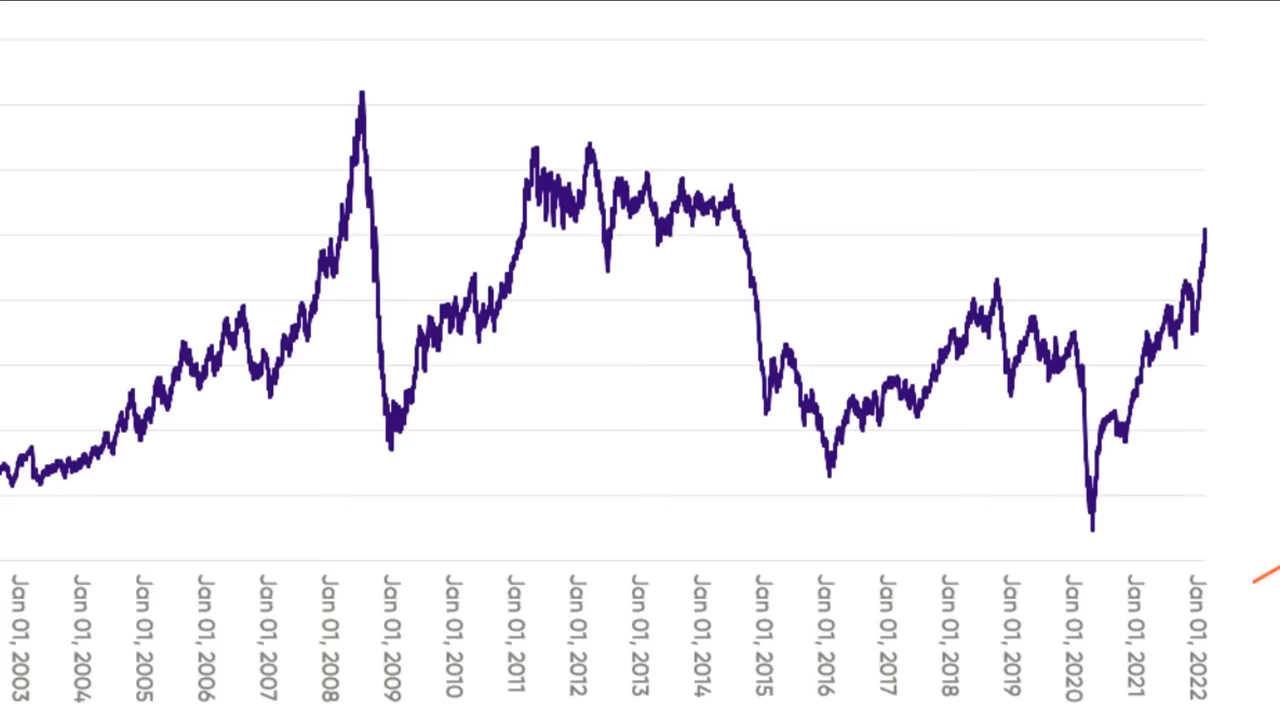 Jan 01, 2003
Jan 01, 2004
Jan 01, 2005
Jan 01, 2006
Jan 01, 2007
Jan 01, 2008
Jan 01, 2009
Jan 01, 2010
Jan 01, 2011
Jan 01, 2012
Jan 01, 2013
Jan 01, 2014
Jan 01, 2015
Jan 01, 2016
Jan 01, 2017
Jan 01, 2018
Jan 01, 2019
Jan 01, 2020
Jan 01, 2021
Jan 01, 2022